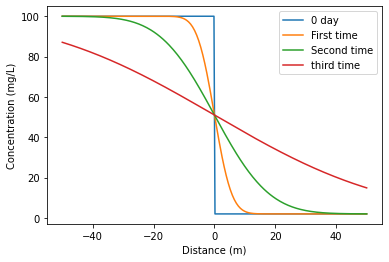 100
80
60
40
20
0
Concentration (mg/L)
−40
−20
0
20
40
Distance (m)
0 day
First time
Second time
third time